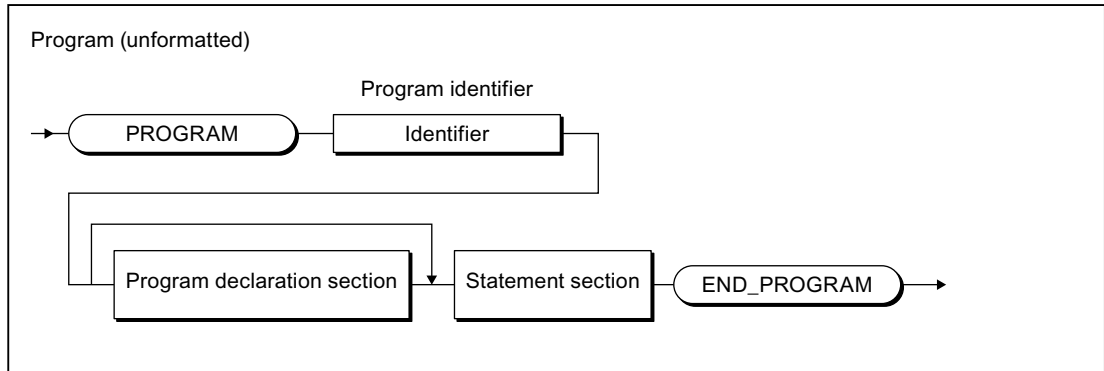 Program (unformatted)
Program identifier
PROGRAM
Identifier
Program declaration section
Statement section
END_PROGRAM